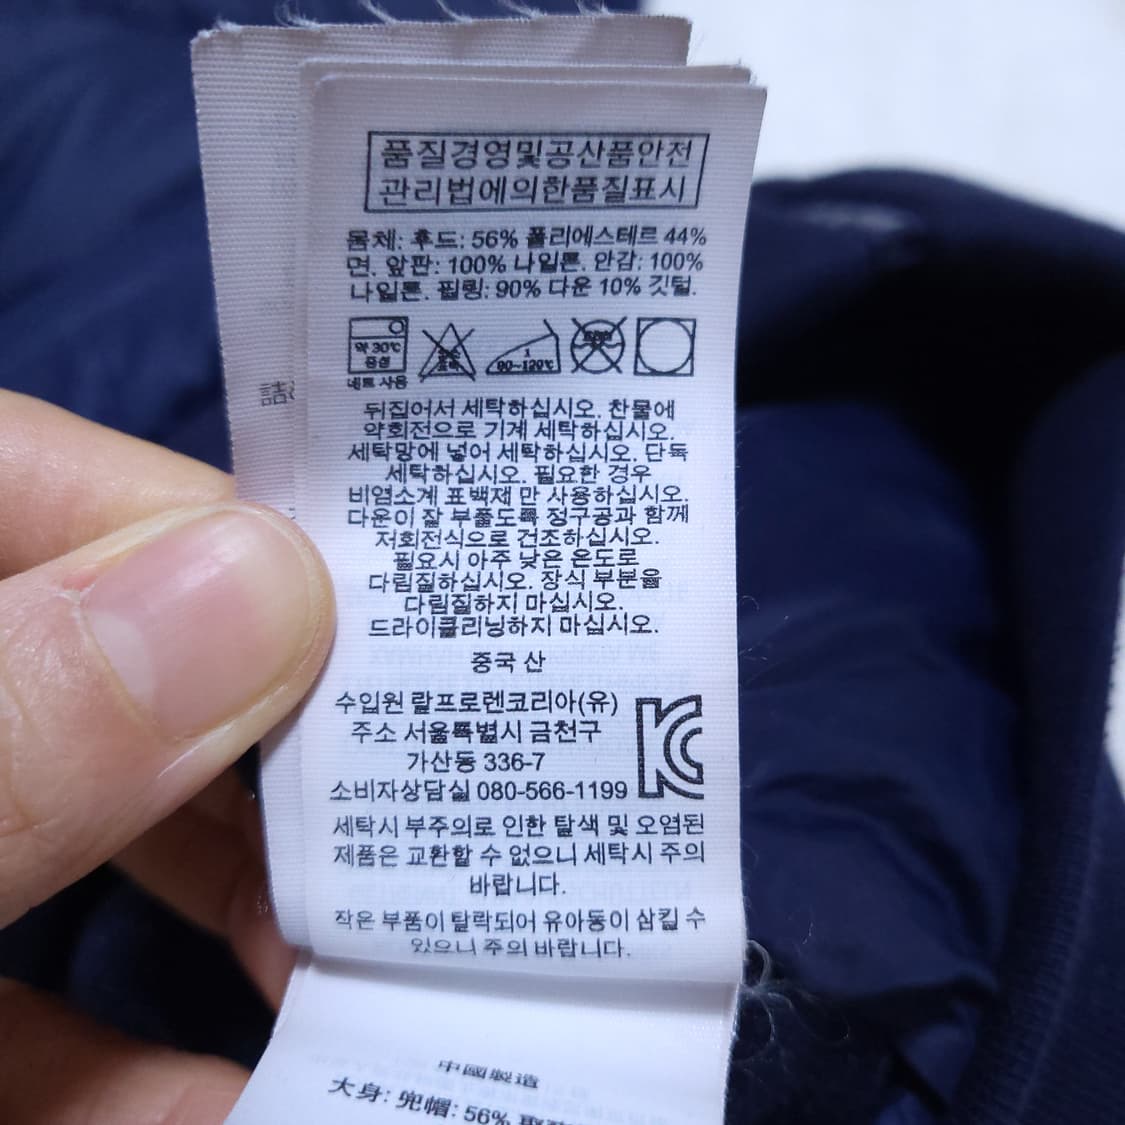 품질경영및공산품안전
관리법에의한품질표시
몸체: 후드: 56% 폴리에스테르 44%
면. 앞판: 100% 나일론. 안감: 100%
나일론. 필링: 90% 다운 10% 깃털.
약 30℃
중성
네트 사용
1
90~120℃
뒤집어서 세탁하십시오. 찬물에
약회전으로 기계 세탁하십시오.
세탁망에 넣어 세탁하십시오. 단독
세탁하십시오. 필요한 경우
비염소계 표백제 만 사용하십시오.
다운이 잘 부풀도록 정구공과 함께
저회전식으로 건조하십시오.
필요시 아주 낮은 온도로
다림질하십시오. 장식 부분을
다림질하지 마십시오.
드라이클리닝하지 마십시오.
중국 산
수입원 랄프로렌코리아(유)
주소 서울특별시 금천구
가산동 336-7
소비자상담실 080-566-1199
세탁시 부주의로 인한 탈색 및 오염된
제품은 교환할 수 없으니 세탁시 주의
바랍니다.
작은 부품이 탈락되어 유아동이 삼킬 수
있으니 주의 바랍니다.
中國製造
大身: 兜帽: 56%